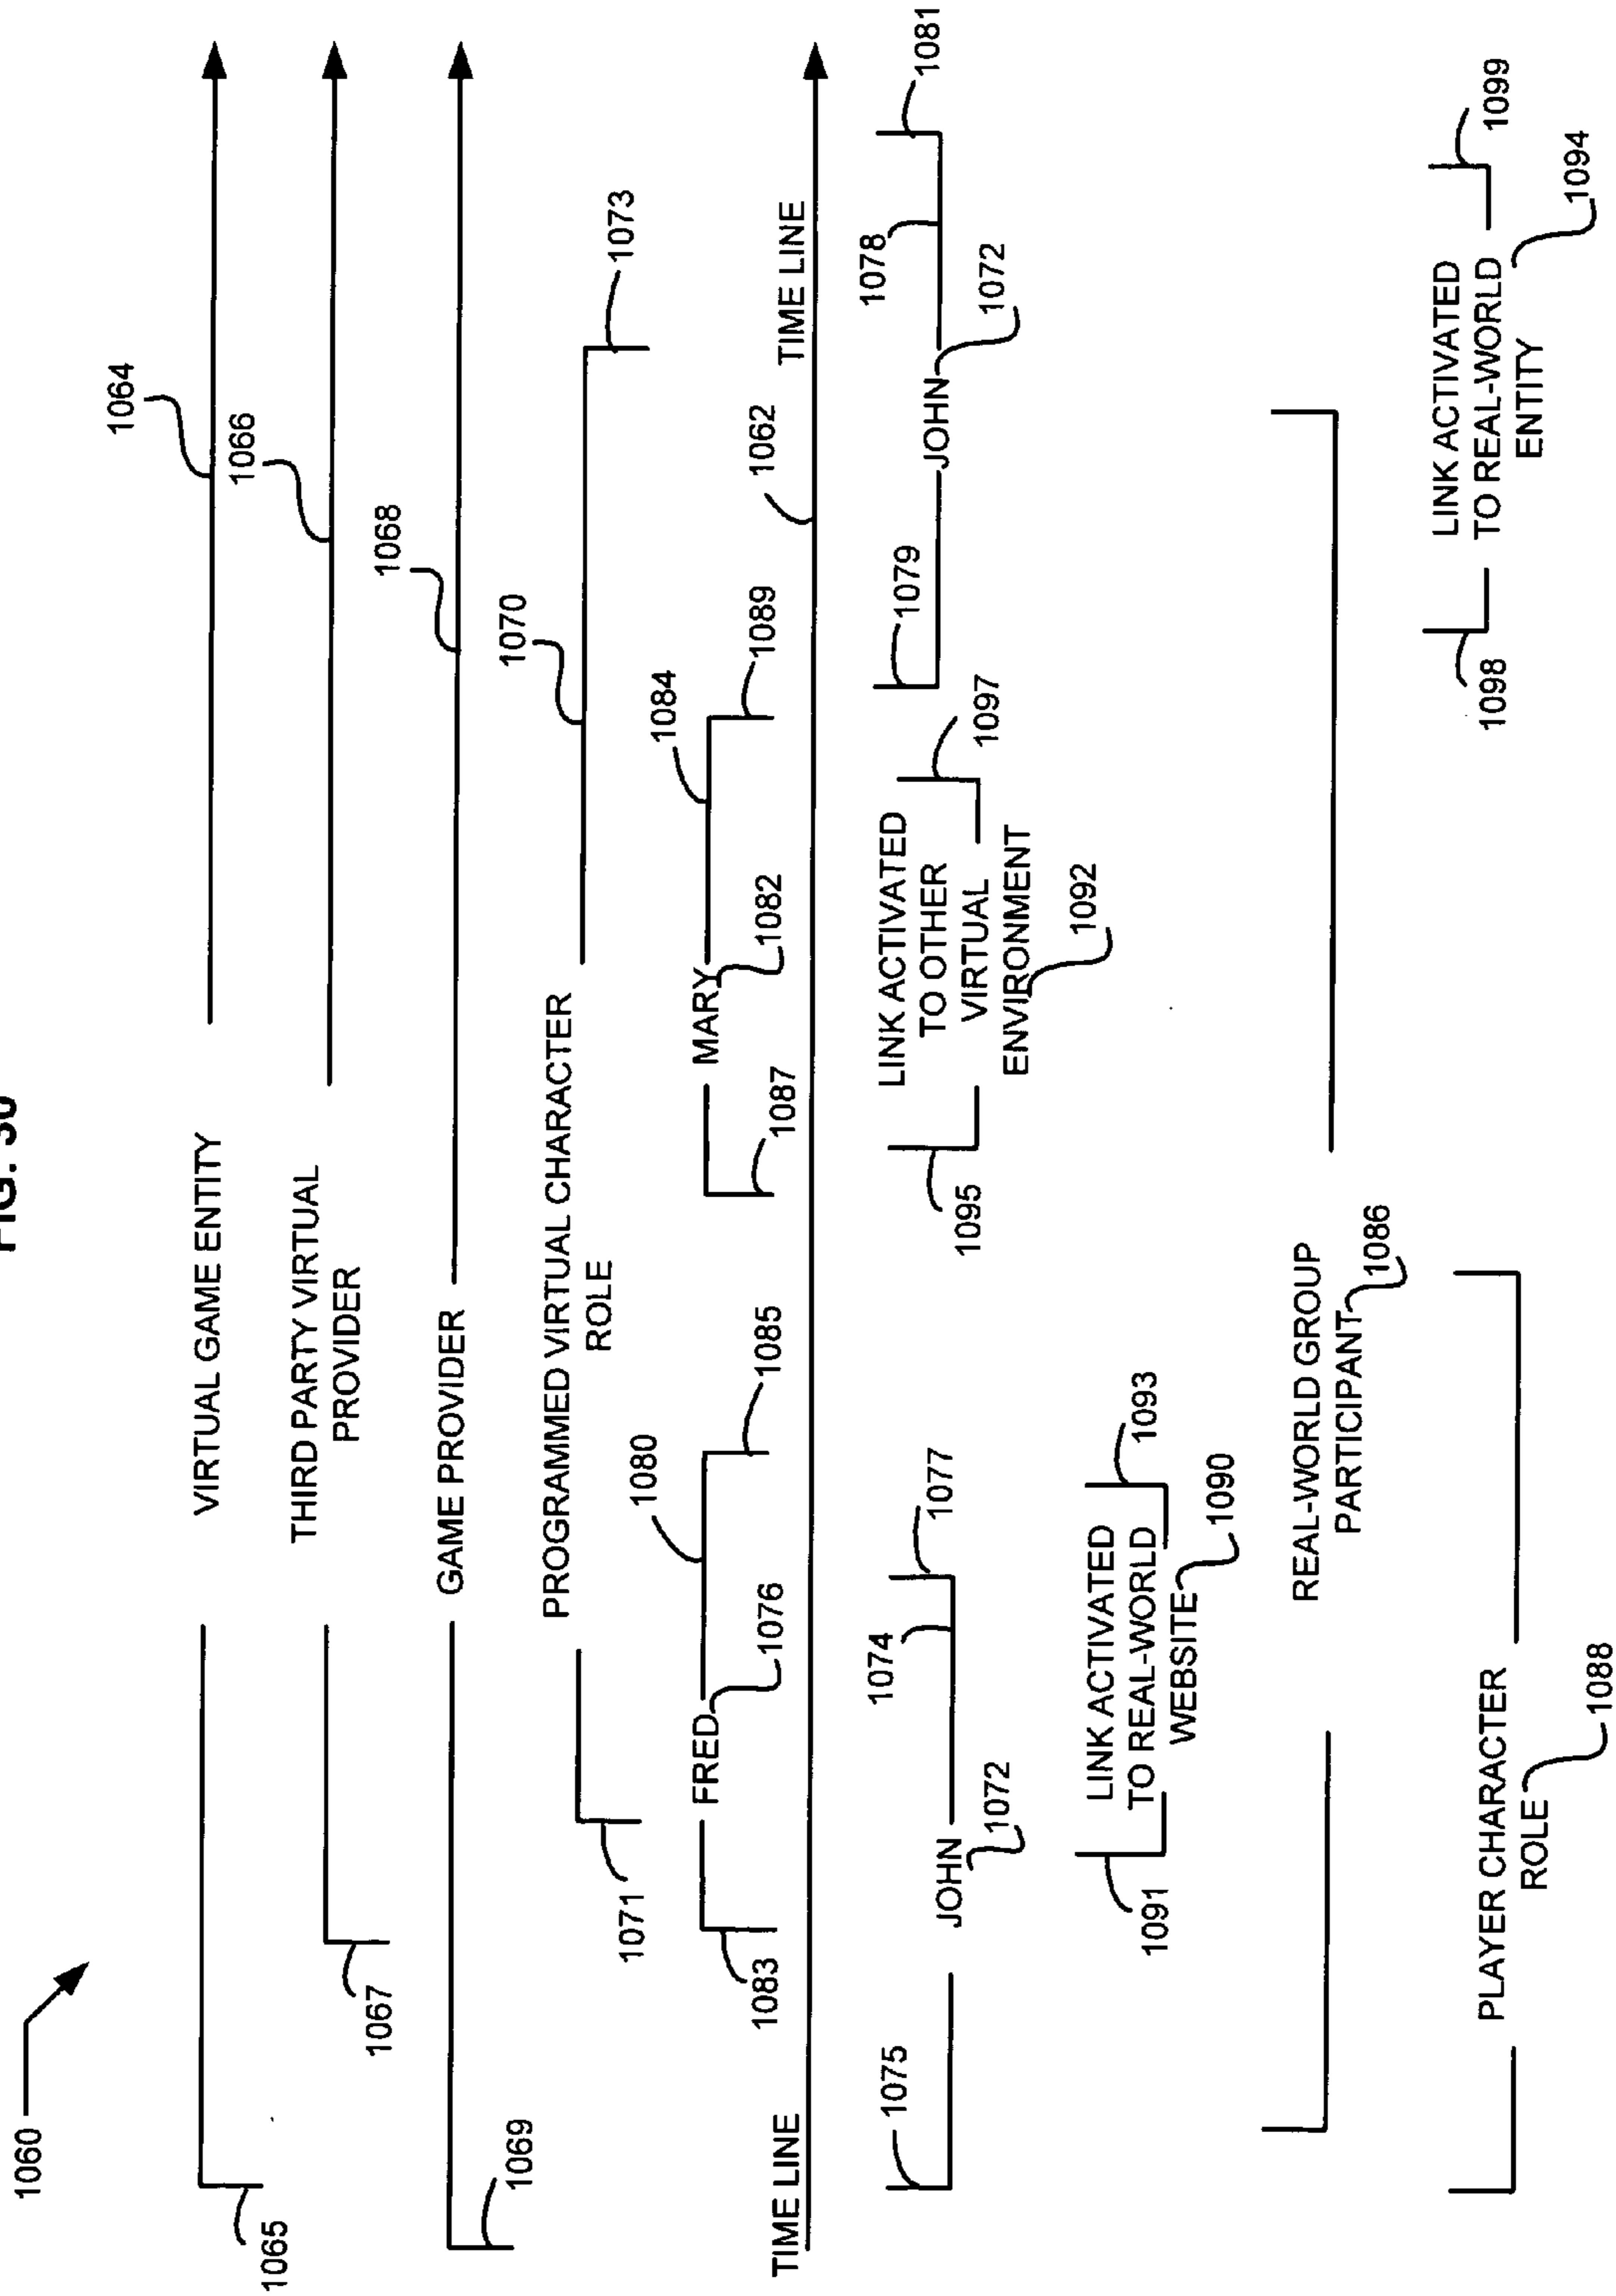 FIG. 30
1060
1064
VIRTUAL GAME ENTITY
1065
1066
THIRD PARTY VIRTUAL
PROVIDER
1067
1068
GAME PROVIDER
1069
1070
PROGRAMMED VIRTUAL CHARACTER
ROLE
1071
1073
1080
1084
FRED
1076
MARY
1082
1083
1085
1087
1089
TIME LINE
1062
TIME LINE
1075
JOHN
1072
1074
1077
1079
JOHN
1072
1078
1081
LINK ACTIVATED
TO OTHER
VIRTUAL
ENVIRONMENT
1092
1095
1097
1091
LINK ACTIVATED
TO REAL-WORLD
WEBSITE
1090
1093
REAL-WORLD GROUP
PARTICIPANT
1086
PLAYER CHARACTER
ROLE
1088
1098
LINK ACTIVATED
TO REAL-WORLD
ENTITY
1094
1099